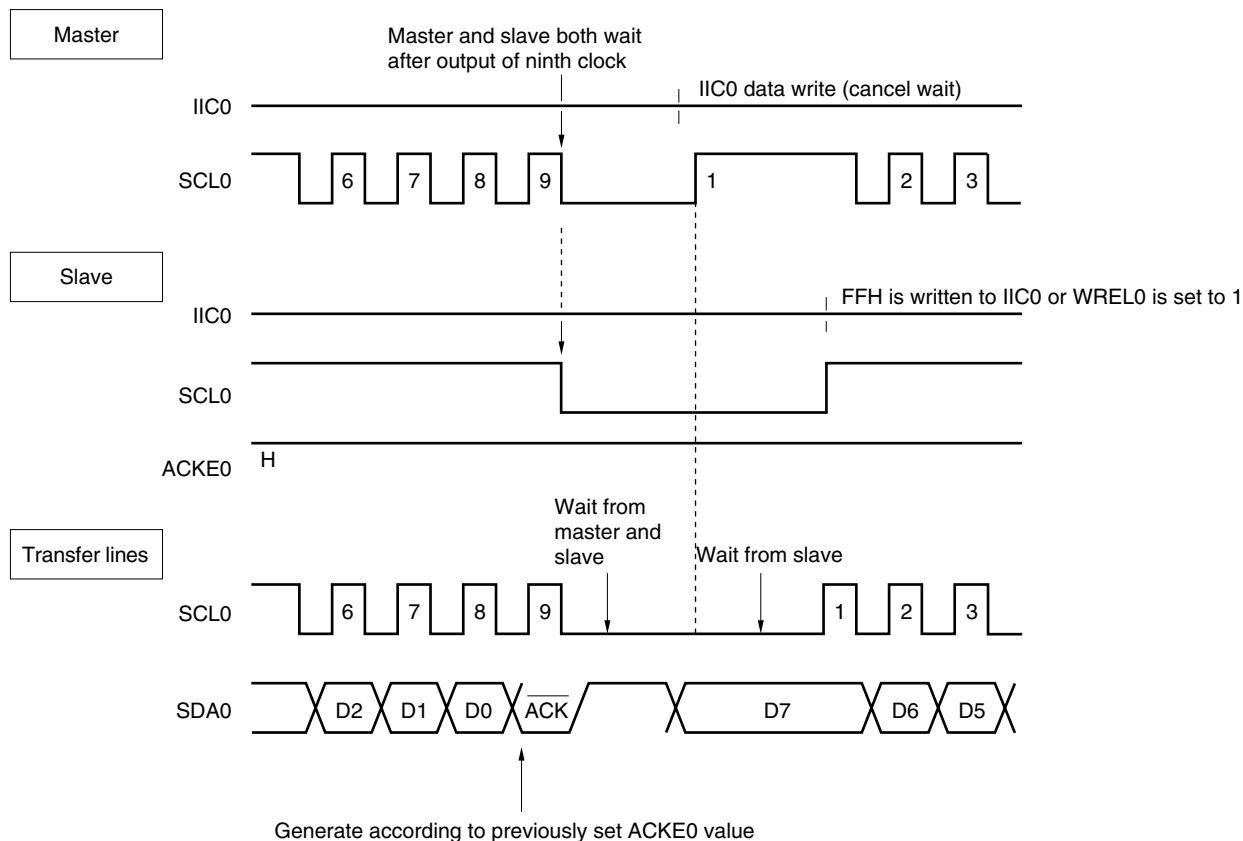 Master
Master and slave both wait
after output of ninth clock
IIC0 data write (cancel wait)
IIC0
SCL0 6 7 8 9 1 2 3
Slave
FFH is written to IIC0 or WREL0 is set to 1
IIC0
SCL0
ACKE0 H
Transfer lines
Wait from
master and
slave
Wait from slave
SCL0 6 7 8 9 1 2 3
SDA0 D2 D1 D0 ACK D7 D6 D5
Generate according to previously set ACKE0 value